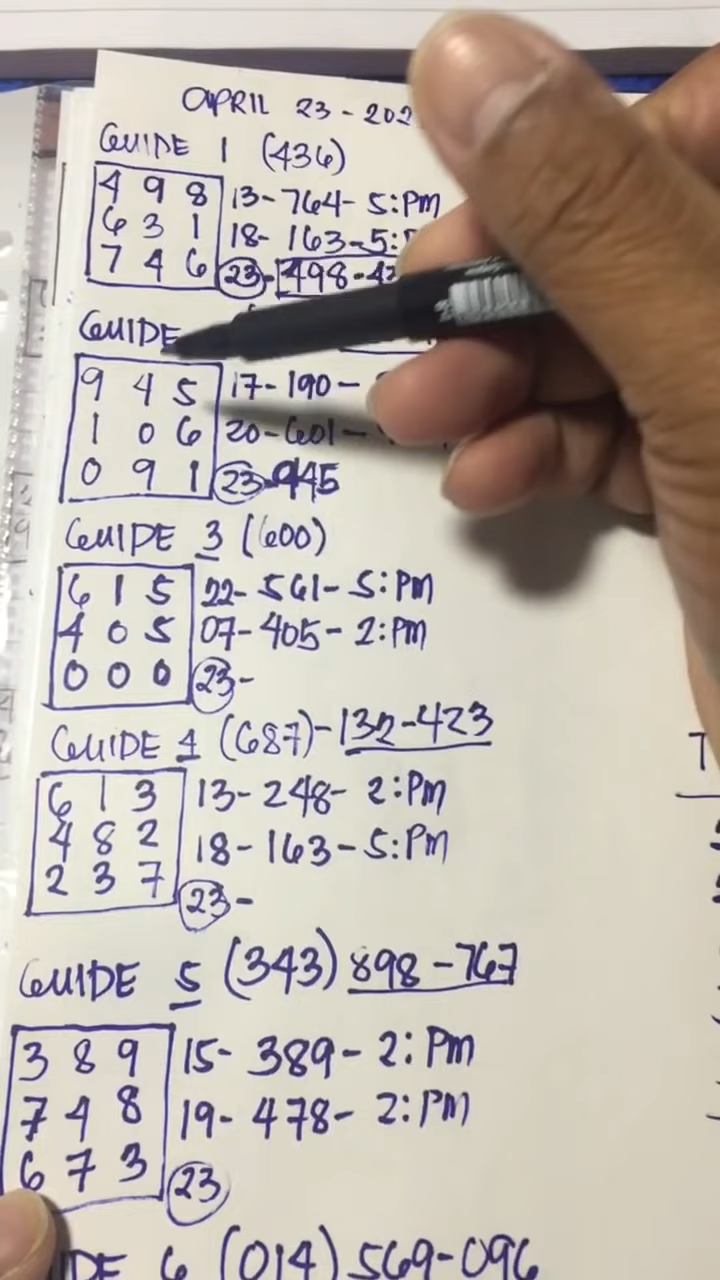 APRIL 23 - 202
GUIDE 1 (436)
4 9 8 13-764-5:PM
6 3 1 18-163-5:
7 4 6 23-498-43
GUIDE
9 4 5 17-190-
1 0 6 20-601-
0 9 1 23-945
GUIDE 3 (600)
6 1 5 22-561-5:PM
4 0 5 07-405-2:PM
0 0 0 23-
GUIDE 4 (687)-132-423
6 1 3 13-248-2:PM
4 8 2 18-163-5:PM
2 3 7 23-
GUIDE 5 (343) 898-767
3 8 9 15-389-2:PM
7 4 8 19-478-2:PM
6 7 3 23
DE 6 (014) 569-096